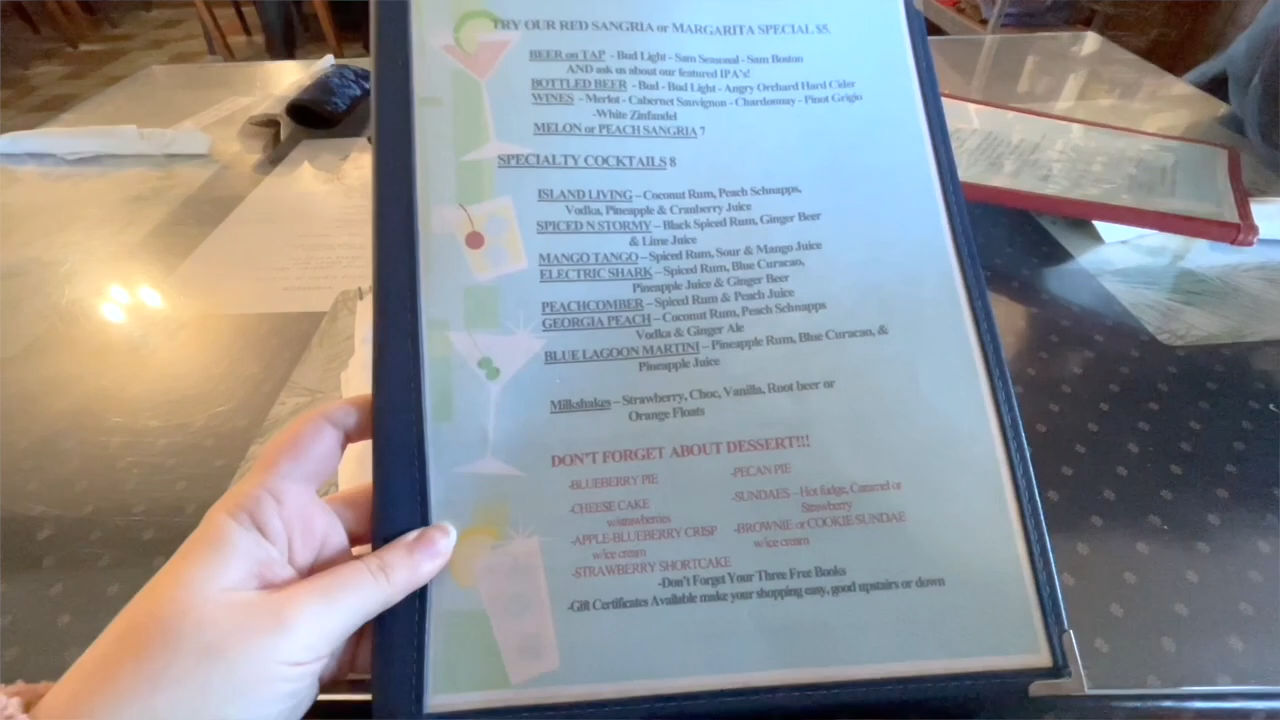 TRY OUR RED SANGRIA or MARGARITA SPECIAL $5.
BEER on TAP - Bud Light - Sam Seasonal - Sam Boston
AND ask us about our featured IPA's!
BOTTLED BEER - Bud - Bud Light - Angry Orchard Hard Cider
WINES - Merlot - Cabernet Sauvignon - Chardonnay - Pinot Grigio
-White Zinfandel
MELON or PEACH SANGRIA 7
SPECIALTY COCKTAILS 8
ISLAND LIVING – Coconut Rum, Peach Schnapps,
Vodka, Pineapple & Cranberry Juice
SPICED N STORMY – Black Spiced Rum, Ginger Beer
& Lime Juice
MANGO TANGO – Spiced Rum, Sour & Mango Juice
ELECTRIC SHARK – Spiced Rum, Blue Curacao,
Pineapple Juice & Ginger Beer
PEACHCOMBER – Spiced Rum & Peach Juice
GEORGIA PEACH – Coconut Rum, Peach Schnapps
Vodka & Ginger Ale
BLUE LAGOON MARTINI – Pineapple Rum, Blue Curacao, &
Pineapple Juice
Milkshakes – Strawberry, Choc, Vanilla, Root beer or
Orange Floats
DON'T FORGET ABOUT DESSERT!!!
-BLUEBERRY PIE
-CHEESE CAKE
w/strawberries
-APPLE-BLUEBERRY CRISP
w/ice cream
-STRAWBERRY SHORTCAKE
-PECAN PIE
-SUNDAES – Hot fudge, Caramel or
Strawberry
-BROWNIE or COOKIE SUNDAE
w/ice cream
-Don't Forget Your Three Free Books
-Gift Certificates Available make your shopping easy, good upstairs or down